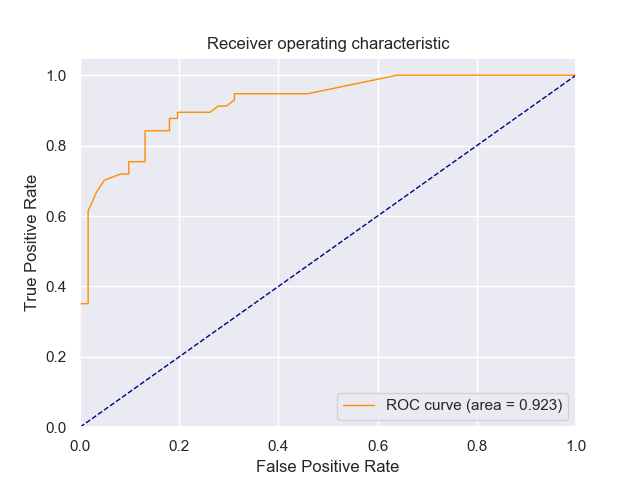 Receiver operating characteristic
1.0
0.8
0.6
0.4
0.2
0.0
True Positive Rate
ROC curve (area = 0.923)
0.0 0.2 0.4 0.6 0.8 1.0
False Positive Rate